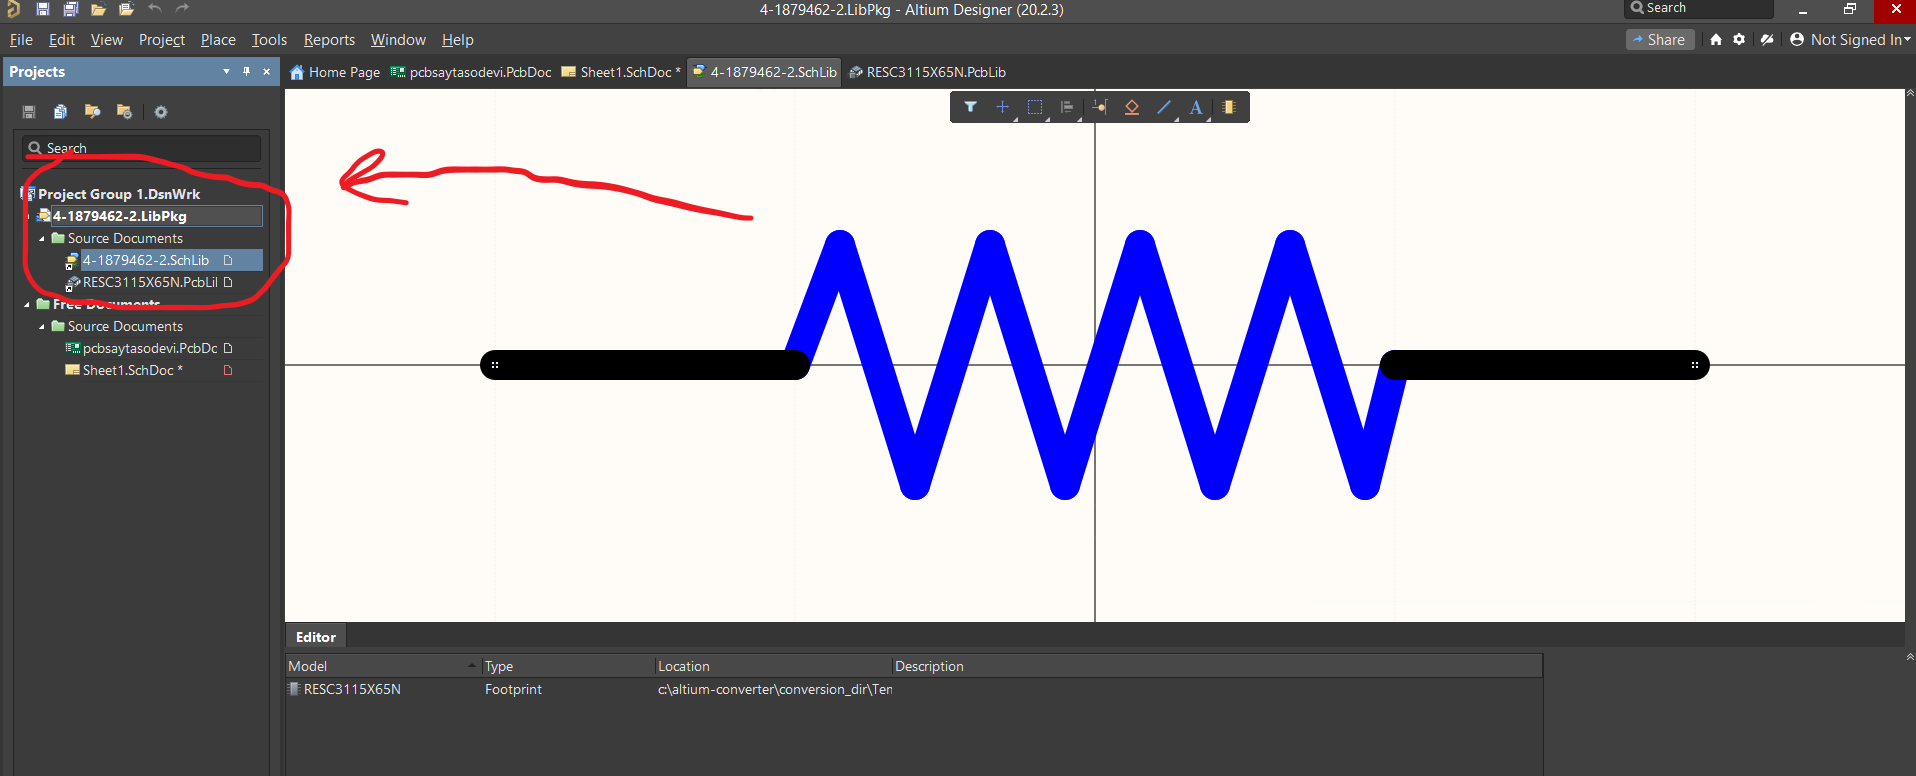 4-1879462-2.LibPkg - Altium Designer (20.2.3)
Search
File Edit View Project Place Tools Reports Window Help
Share
Not Signed In
Projects
Home Page
pcbsaytasodevi.PcbDoc
Sheet1.SchDoc *
4-1879462-2.SchLib
RESC3115X65N.PcbLib
Search
Project Group 1.DsnWrk
4-1879462-2.LibPkg
Source Documents
4-1879462-2.SchLib
RESC3115X65N.PcbLil
Free Documents
Source Documents
pcbsaytasodevi.PcbDc
Sheet1.SchDoc *
A
Editor
Model Type Location Description
RESC3115X65N Footprint c:\altium-converter\conversion_dir\Ten